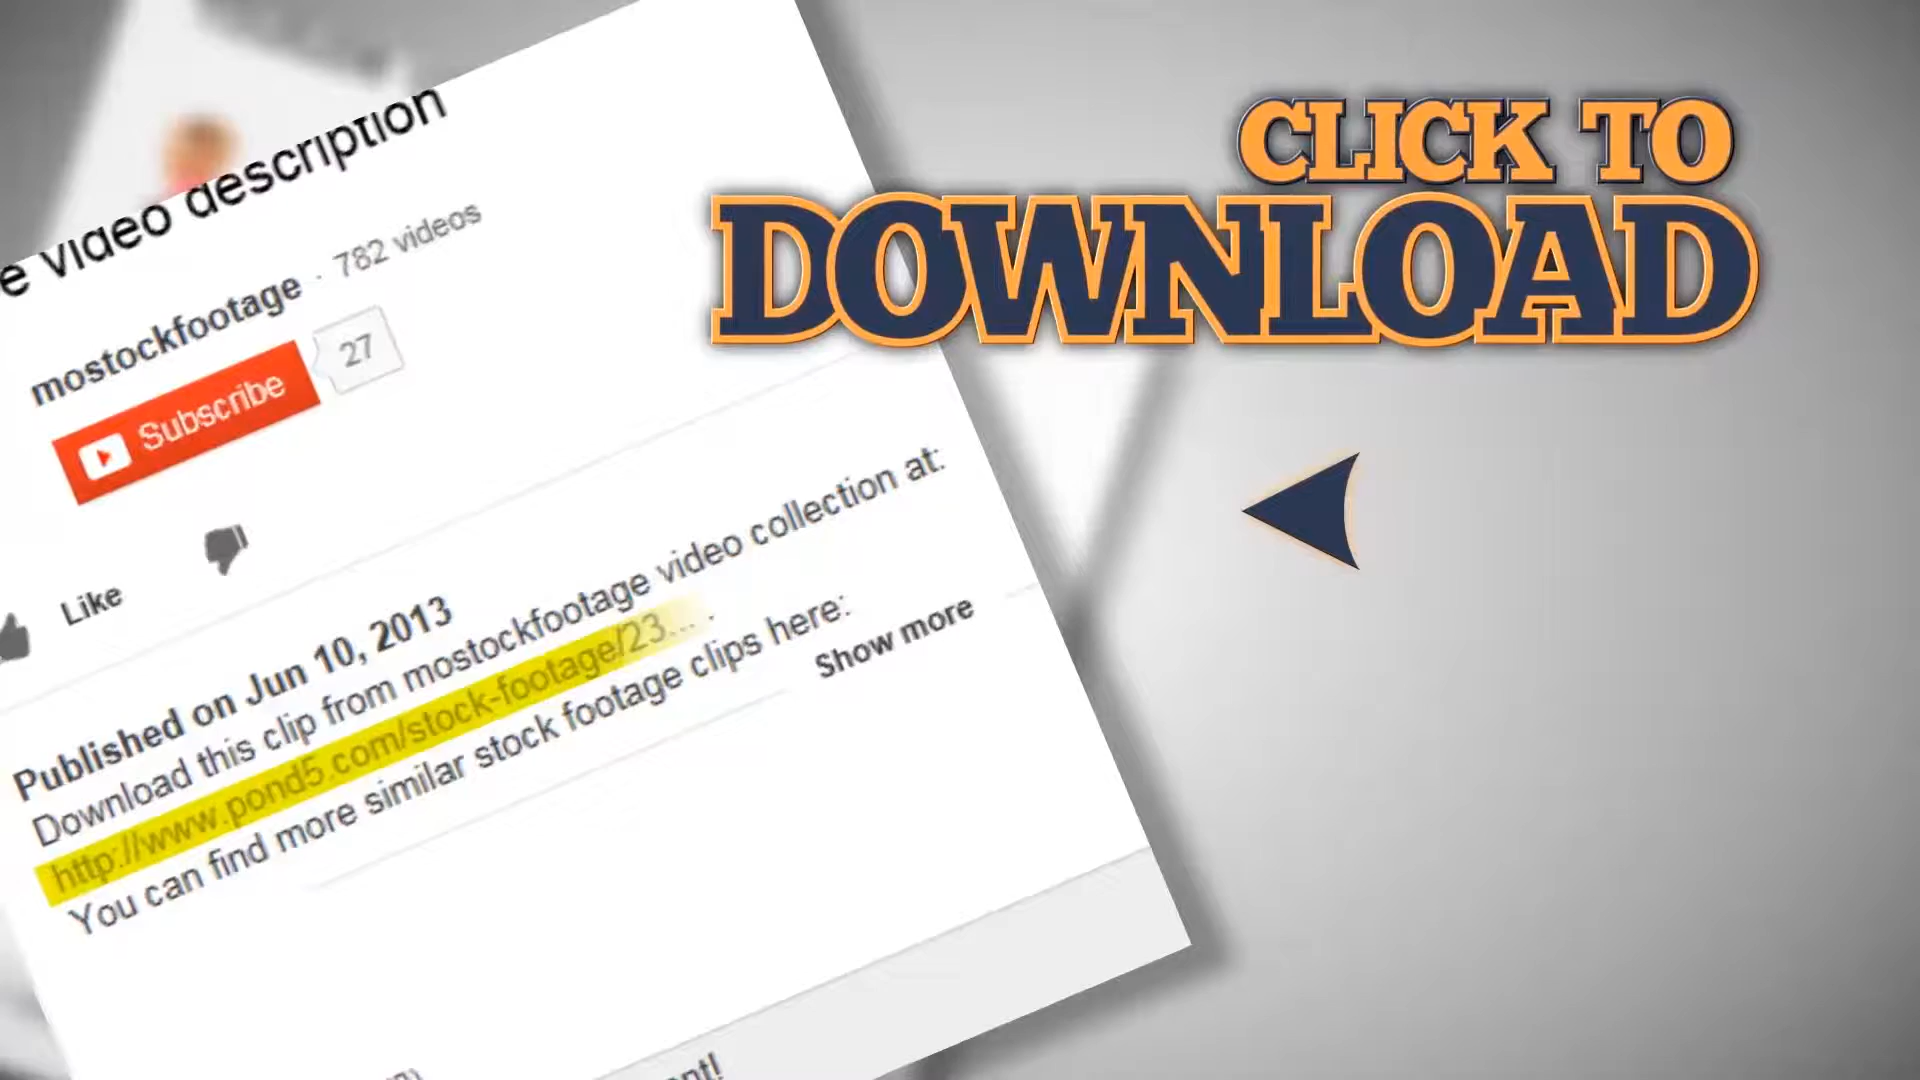 CLICK TO
DOWNLOAD
e video description
mostockfootage · 782 videos
Subscribe 27
Like
Published on Jun 10, 2013
Download this clip from mostockfootage video collection at:
http://www.pond5.com/stock-footage/23... .
You can find more similar stock footage clips here:
Show more